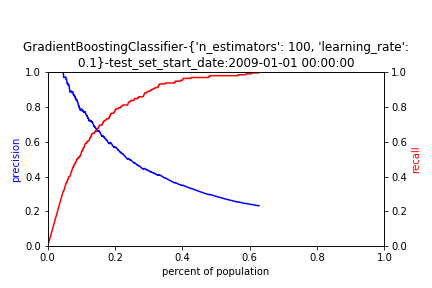 GradientBoostingClassifier-{'n_estimators': 100, 'learning_rate':
0.1}-test_set_start_date:2009-01-01 00:00:00
1.0
0.8
0.6
0.4
0.2
0.0
precision
0.0 0.2 0.4 0.6 0.8 1.0
percent of population
1.0
0.8
0.6
0.4
0.2
0.0
recall